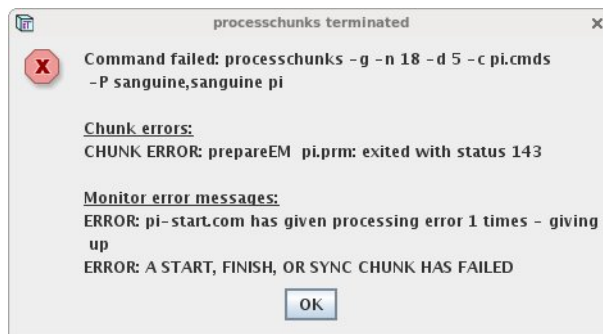 processchunks terminated
Command failed: processchunks -g -n 18 -d 5 -c pi.cmds
-P sanguine,sanguine pi
Chunk errors:
CHUNK ERROR: prepareEM pi.prm: exited with status 143
Monitor error messages:
ERROR: pi-start.com has given processing error 1 times - giving
up
ERROR: A START, FINISH, OR SYNC CHUNK HAS FAILED
OK